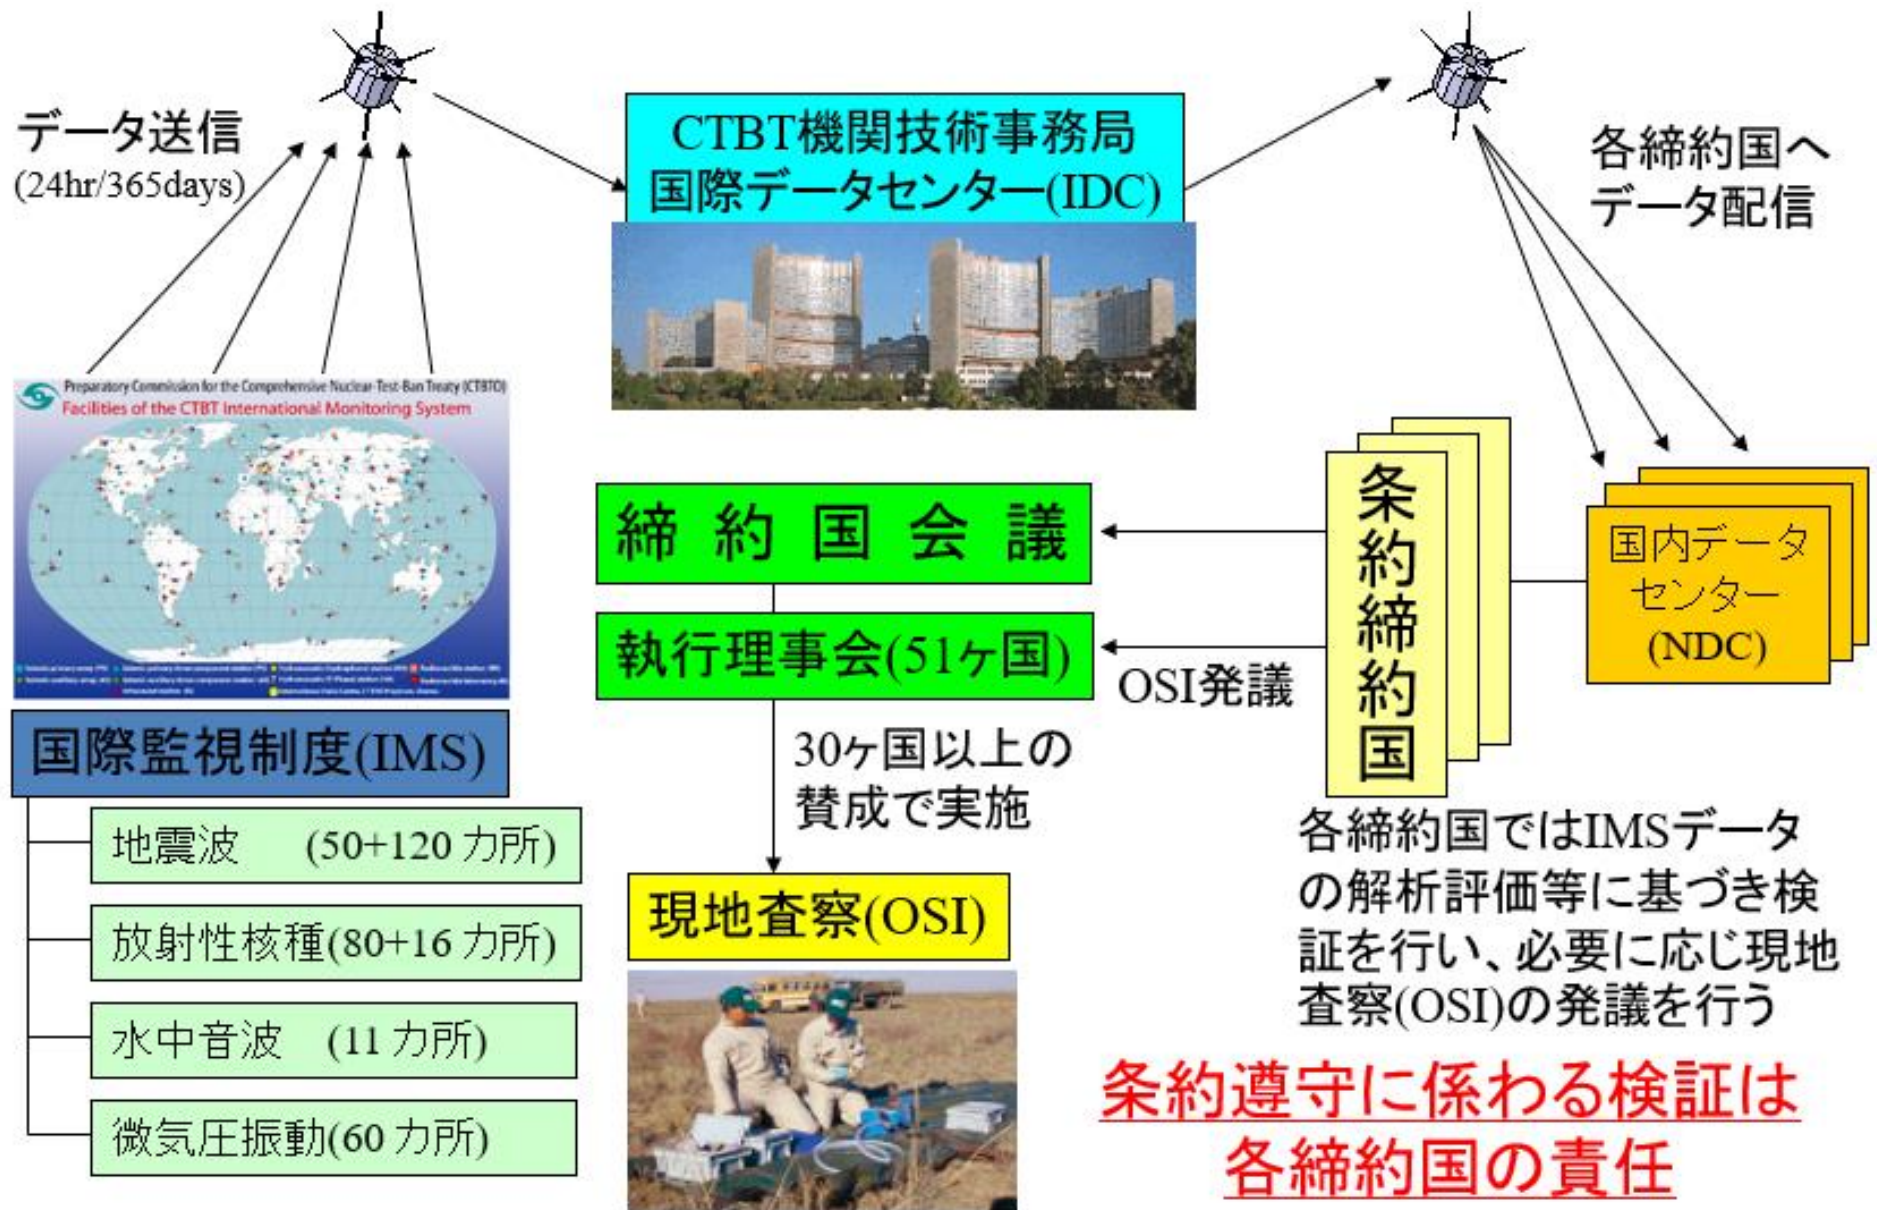 データ送信
(24hr/365days)
CTBT機関技術事務局
国際データセンター(IDC)
各締約国へ
データ配信
Preparatory Commission for the Comprehensive Nuclear-Test-Ban Treaty (CTBTO)
Facilities of the CTBT International Monitoring System
国際監視制度(IMS)
地震波 (50+120 カ所)
放射性核種(80+16 カ所)
水中音波 (11 カ所)
微気圧振動(60 カ所)
締約国会議
執行理事会(51ヶ国)
OSI発議
30ヶ国以上の
賛成で実施
現地査察(OSI)
条約締約国
国内データ
センター
(NDC)
各締約国ではIMSデータ
の解析評価等に基づき検
証を行い、必要に応じ現地
査察(OSI)の発議を行う
条約遵守に係わる検証は
各締約国の責任